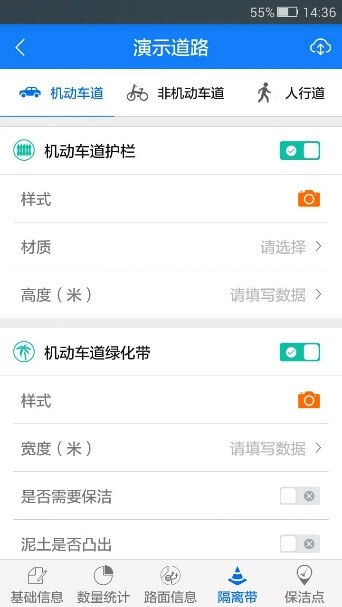 55% 14:36
演示道路
机动车道 非机动车道 人行道
机动车道护栏
样式
材质 请选择
高度（米） 请填写数据
机动车道绿化带
样式
宽度（米） 请填写数据
是否需要保洁
泥土是否凸出
基础信息 数量统计 路面信息 隔离带 保洁点